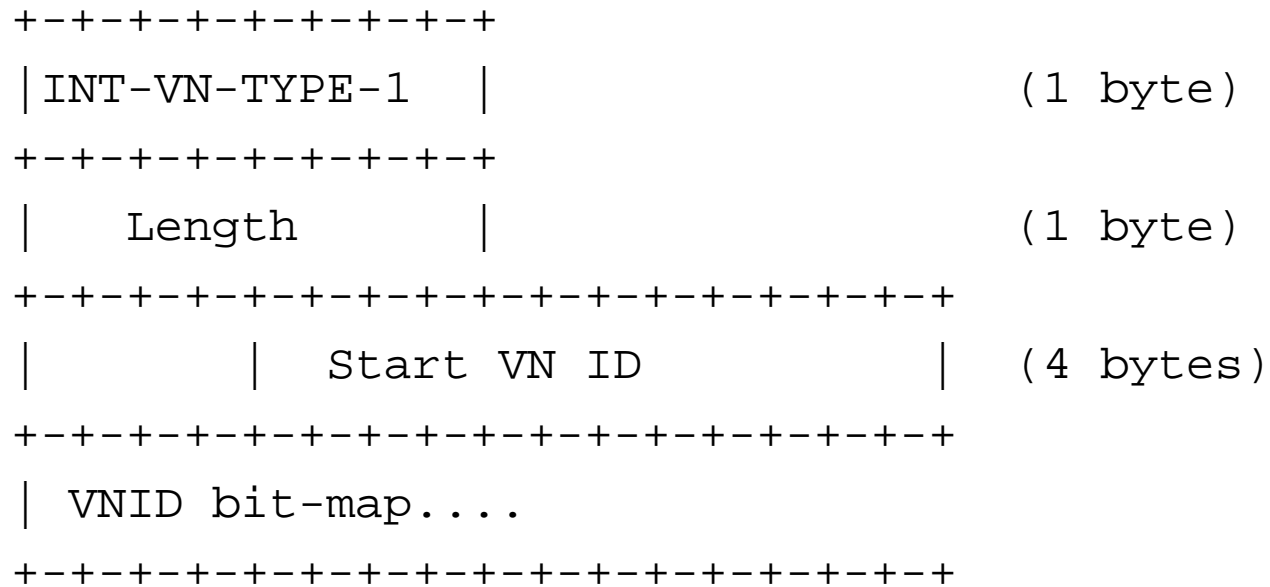 +-+-+-+-+-+-+-+-+
|INT-VN-TYPE-1  |                  (1 byte)
+-+-+-+-+-+-+-+-+
|   Length      |                  (1 byte)
+-+-+-+-+-+-+-+-+-+-+-+-+-+-+-+-+
|       |  Start VN ID          |  (4 bytes)
+-+-+-+-+-+-+-+-+-+-+-+-+-+-+-+-+
| VNID bit-map....
+-+-+-+-+-+-+-+-+-+-+-+-+-+-+-+-+